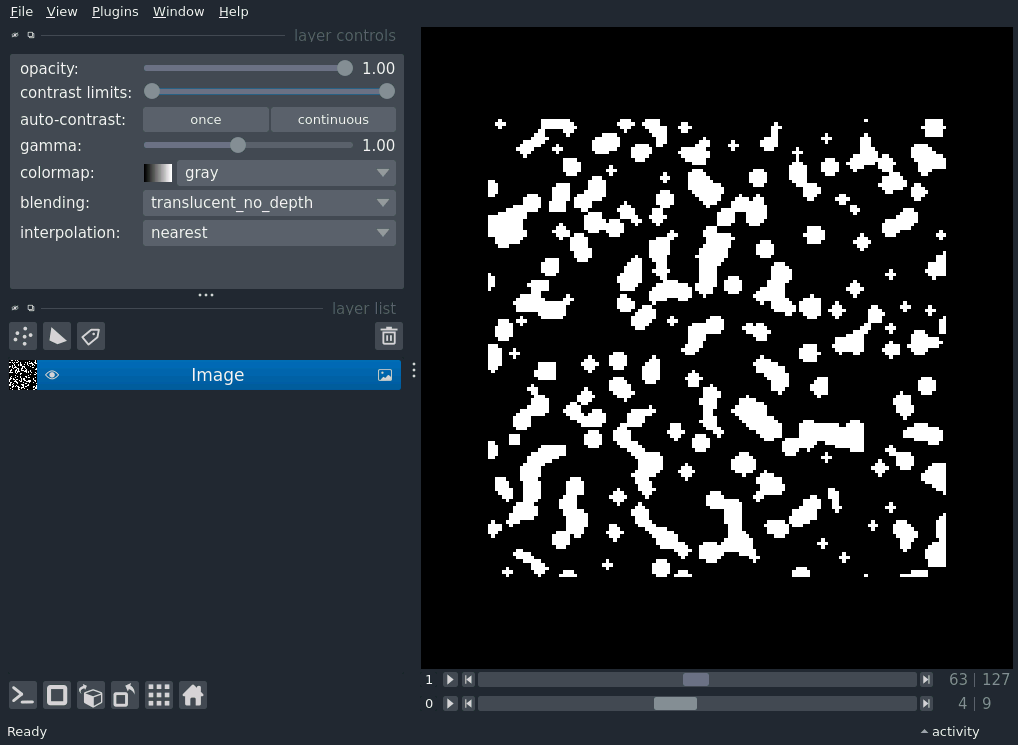 File View Plugins Window Help
layer controls
opacity: 1.00
contrast limits:
auto-contrast: once continuous
gamma: 1.00
colormap: gray
blending: translucent_no_depth
interpolation: nearest
layer list
Image
1 63 | 127
0 4 | 9
Ready activity